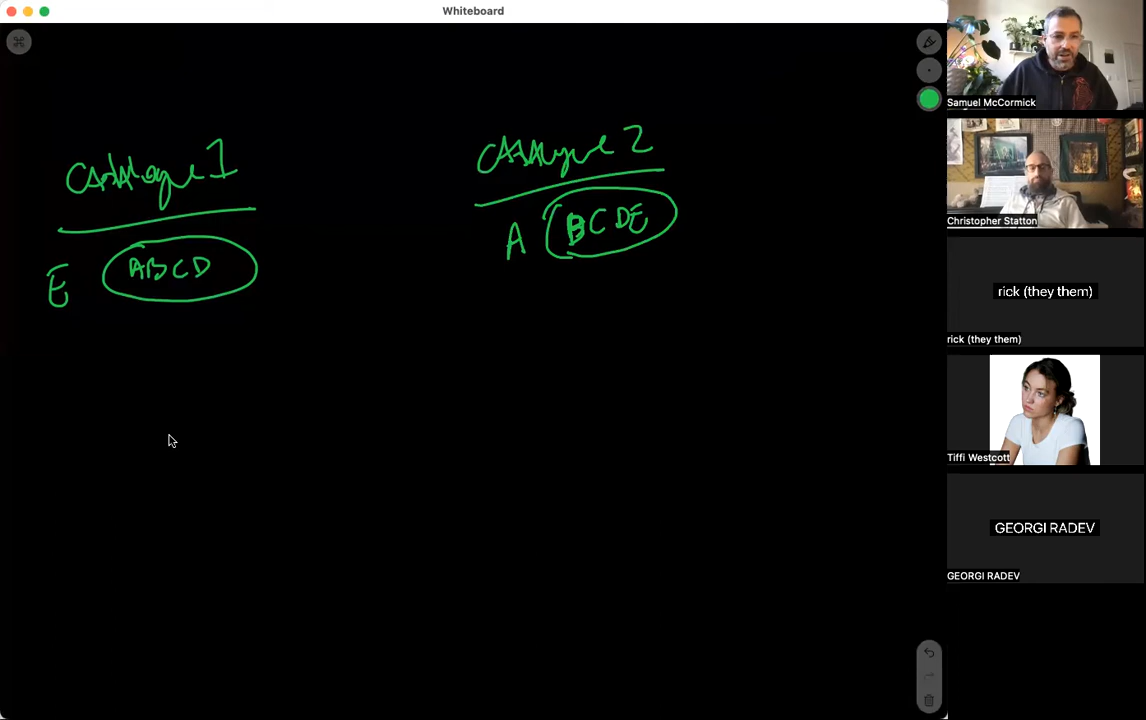 Whiteboard
Catalogue 1
E ABCD
Catalogue 2
A BCDE
Samuel McCormick
Christopher Statton
rick (they them)
rick (they them)
Tiffi Westcott
GEORGI RADEV
GEORGI RADEV